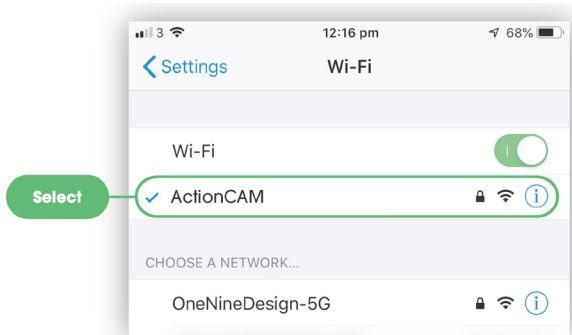 3 12:16 pm 68%
Settings Wi-Fi
Wi-Fi
Select ActionCAM
CHOOSE A NETWORK...
OneNineDesign-5G